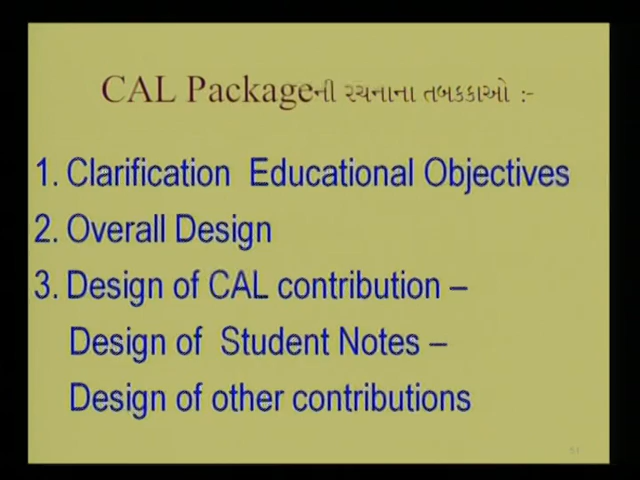 CAL Packageની રચનાના તબકકાઓ :-
1. Clarification Educational Objectives
2. Overall Design
3. Design of CAL contribution –
Design of Student Notes –
Design of other contributions